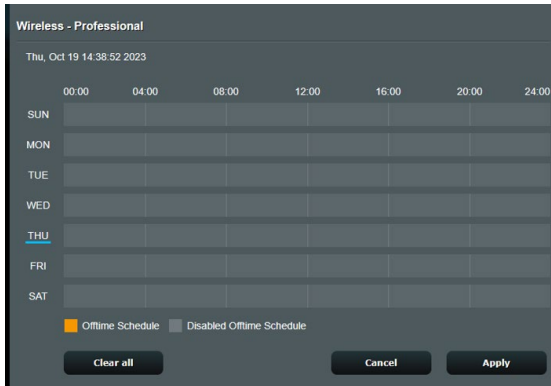 Wireless - Professional
Thu, Oct 19 14:38:52 2023
00:00 04:00 08:00 12:00 16:00 20:00 24:00
SUN
MON
TUE
WED
THU
FRI
SAT
Offtime Schedule Disabled Offtime Schedule
Clear all Cancel Apply